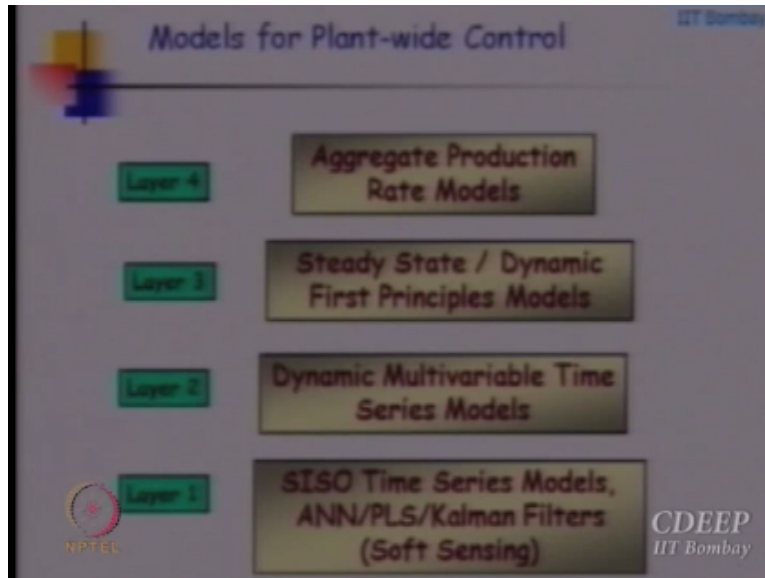 IIT Bombay
Models for Plant-wide Control
Layer 4
Aggregate Production
Rate Models
Layer 3
Steady State / Dynamic
First Principles Models
Layer 2
Dynamic Multivariable Time
Series Models
Layer 1
SISO Time Series Models,
ANN/PLS/Kalman Filters
(Soft Sensing)
NPTEL
CDEEP
IIT Bombay